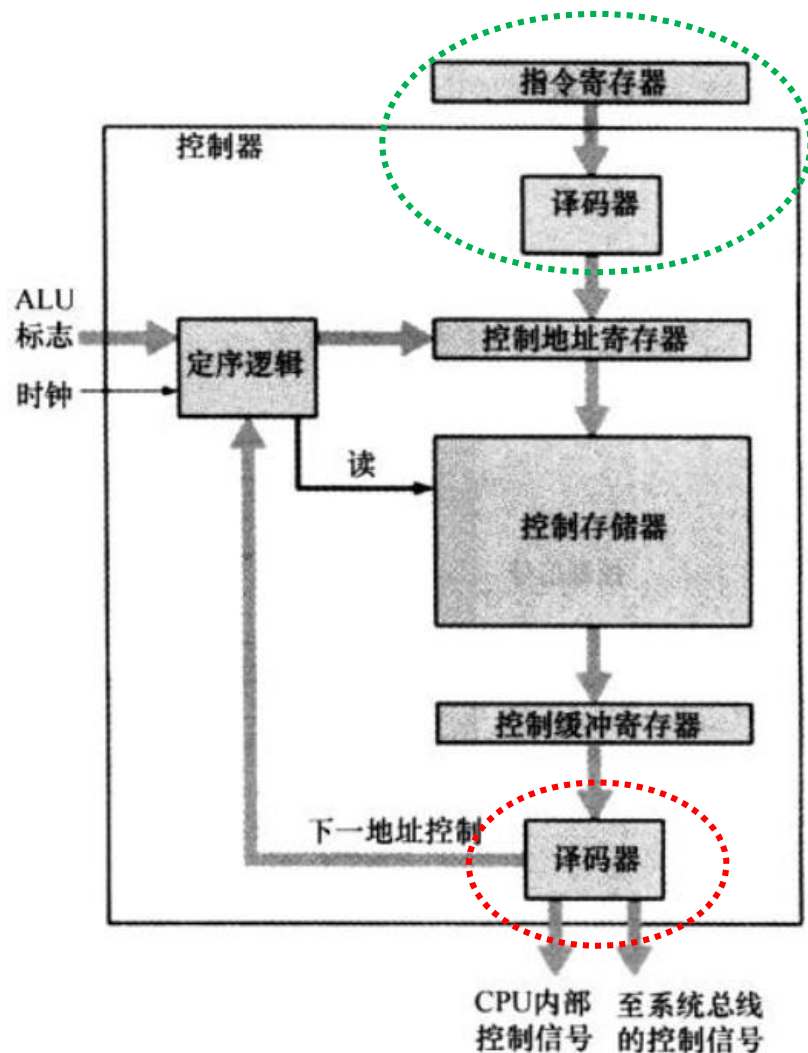 指令寄存器
控制器
译码器
ALU
标志
时钟
定序逻辑
控制地址寄存器
读
控制存储器
控制缓冲寄存器
下一地址控制
译码器
CPU内部
控制信号
至系统总线
的控制信号